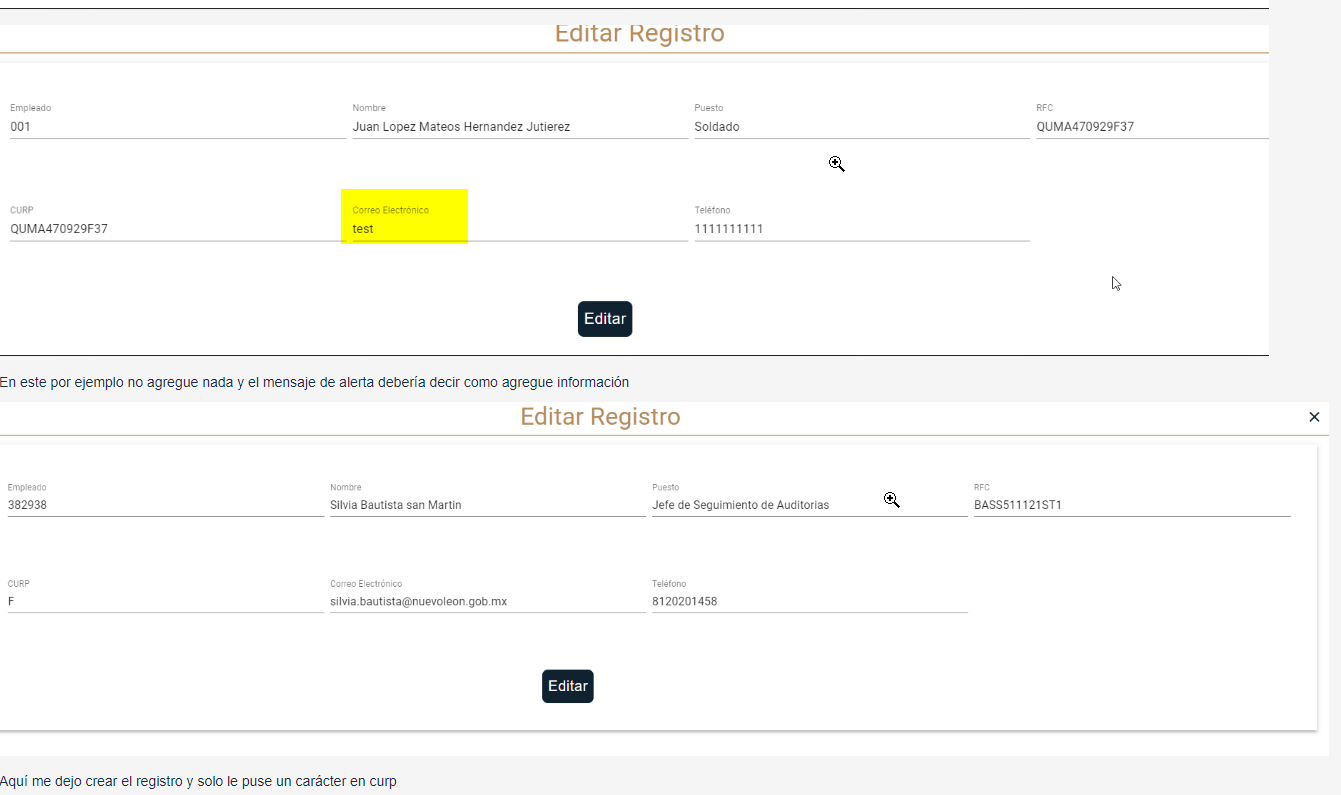 Editar Registro
Empleado Nombre Puesto RFC
001 Juan Lopez Mateos Hernandez Jutierez Soldado QUMA470929F37
CURP Correo Electrónico Teléfono
QUMA470929F37 test 1111111111
Editar
En este por ejemplo no agregue nada y el mensaje de alerta debería decir como agregue información
Editar Registro ×
Empleado Nombre Puesto RFC
382938 Silvia Bautista san Martin Jefe de Seguimiento de Auditorias BASS511121ST1
CURP Correo Electrónico Teléfono
F silvia.bautista@nuevoleon.gob.mx 8120201458
Editar
Aquí me dejo crear el registro y solo le puse un carácter en curp